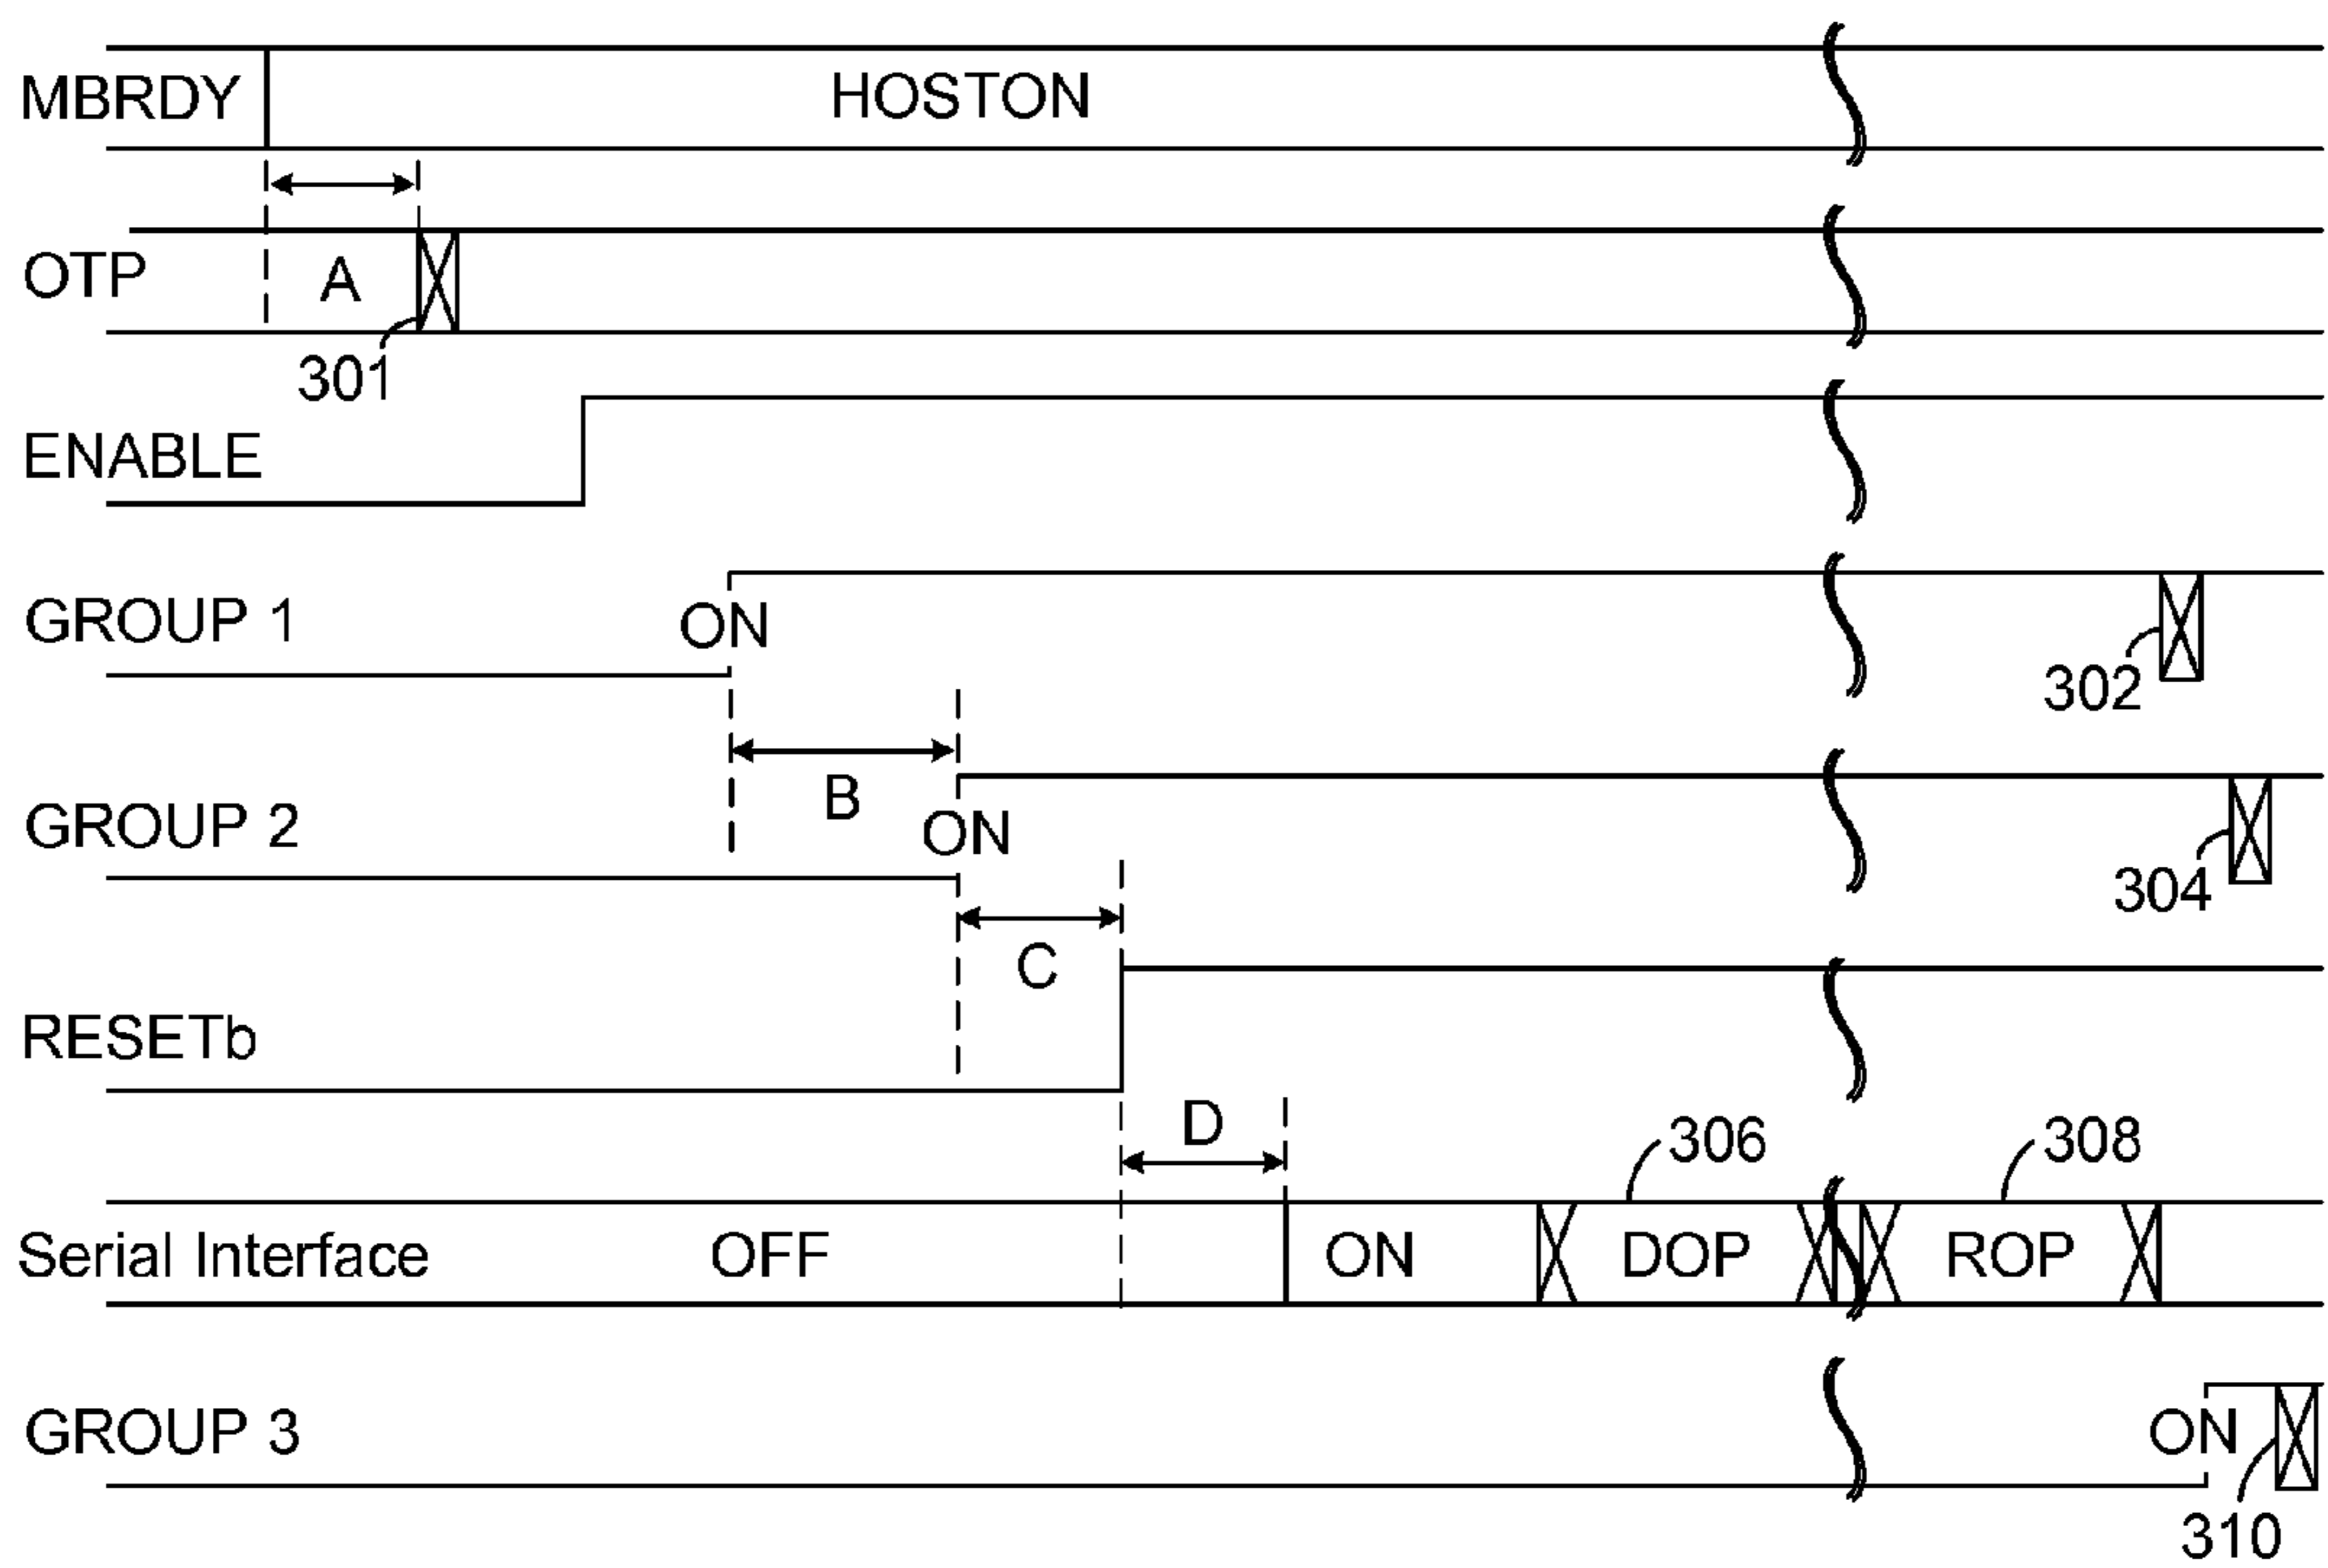 MBRDY
HOSTON
OTP
A
301
ENABLE
GROUP 1
ON
302
B
GROUP 2
ON
304
C
RESETb
D
306
308
Serial Interface
OFF
ON
DOP
ROP
GROUP 3
ON
310